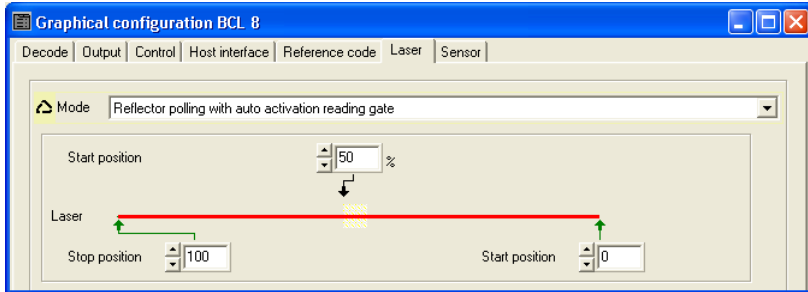 Graphical configuration BCL 8
Decode Output Control Host interface Reference code Laser Sensor
Mode Reflector polling with auto activation reading gate
Start position 50 %
Laser
Stop position 100 Start position 0